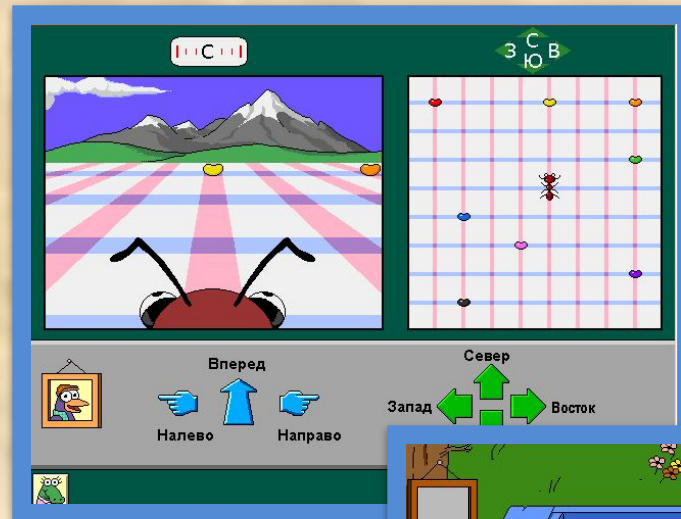 С
С
З В
Ю
Вперед
Налево Направо
Север
Запад Восток